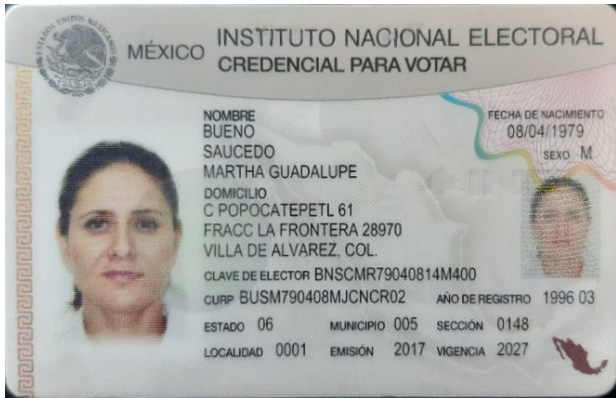 MÉXICO
INSTITUTO NACIONAL ELECTORAL
CREDENCIAL PARA VOTAR
NOMBRE
BUENO
SAUCEDO
MARTHA GUADALUPE
FECHA DE NACIMIENTO
08/04/1979
SEXO M
DOMICILIO
C POPOCATEPETL 61
FRACC LA FRONTERA 28970
VILLA DE ALVAREZ, COL.
CLAVE DE ELECTOR BNSCMR79040814M400
CURP BUSM790408MJCNCR02 AÑO DE REGISTRO 1996 03
ESTADO 06 MUNICIPIO 005 SECCIÓN 0148
LOCALIDAD 0001 EMISIÓN 2017 VIGENCIA 2027